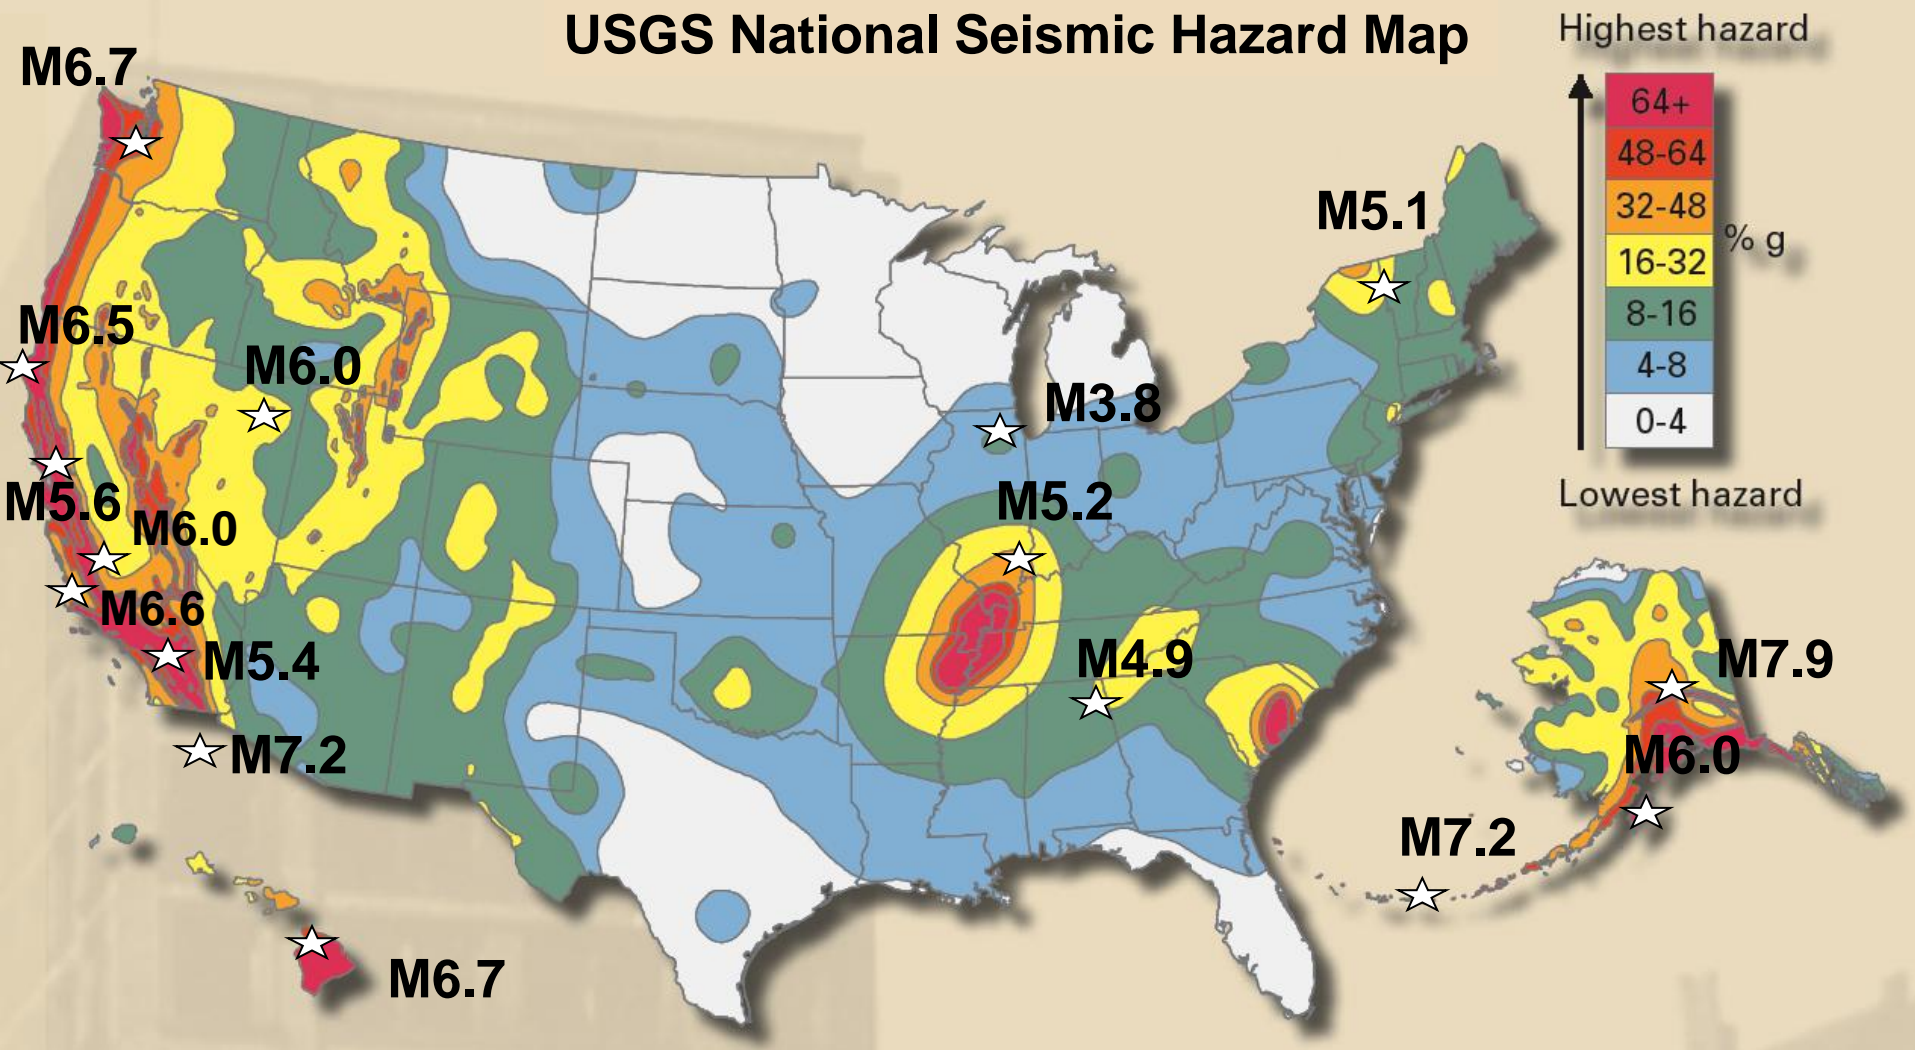 USGS National Seismic Hazard Map
Highest hazard
64+
48-64
32-48
16-32
8-16
4-8
0-4
% g
Lowest hazard
M6.7
M5.1
M6.5
M6.0
M3.8
M5.6
M6.0
M5.2
M6.6
M5.4
M4.9
M7.9
M7.2
M6.0
M7.2
M6.7